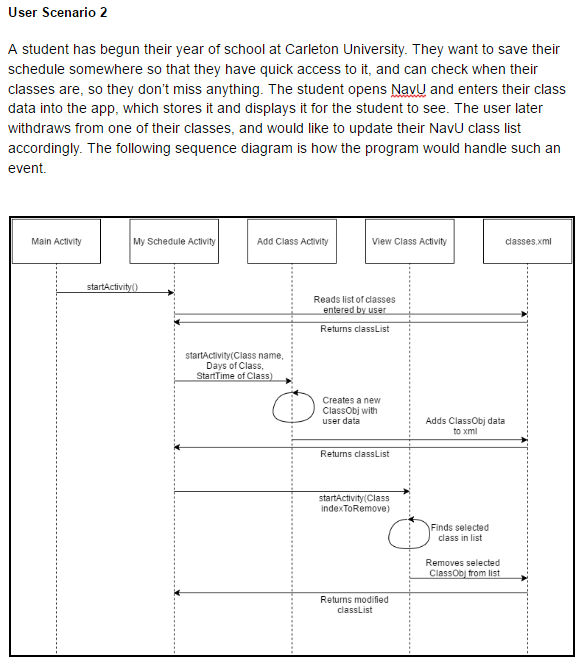 User Scenario 2
A student has begun their year of school at Carleton University. They want to save their
schedule somewhere so that they have quick access to it, and can check when their
classes are, so they don't miss anything. The student opens NavU and enters their class
data into the app, which stores it and displays it for the student to see. The user later
withdraws from one of their classes, and would like to update their NavU class list
accordingly. The following sequence diagram is how the program would handle such an
event.
Main Activity
My Schedule Activity
Add Class Activity
View Class Activity
classes.xml
startActivity()
Reads list of classes
entered by user
Returns classList
startActivity(Class name,
Days of Class,
StartTime of Class)
Creates a new
ClassObj with
user data
Adds ClassObj data
to xml
Returns classList
startActivity(Class
indexToRemove)
Finds selected
class in list
Removes selected
ClassObj from list
Returns modified
classList